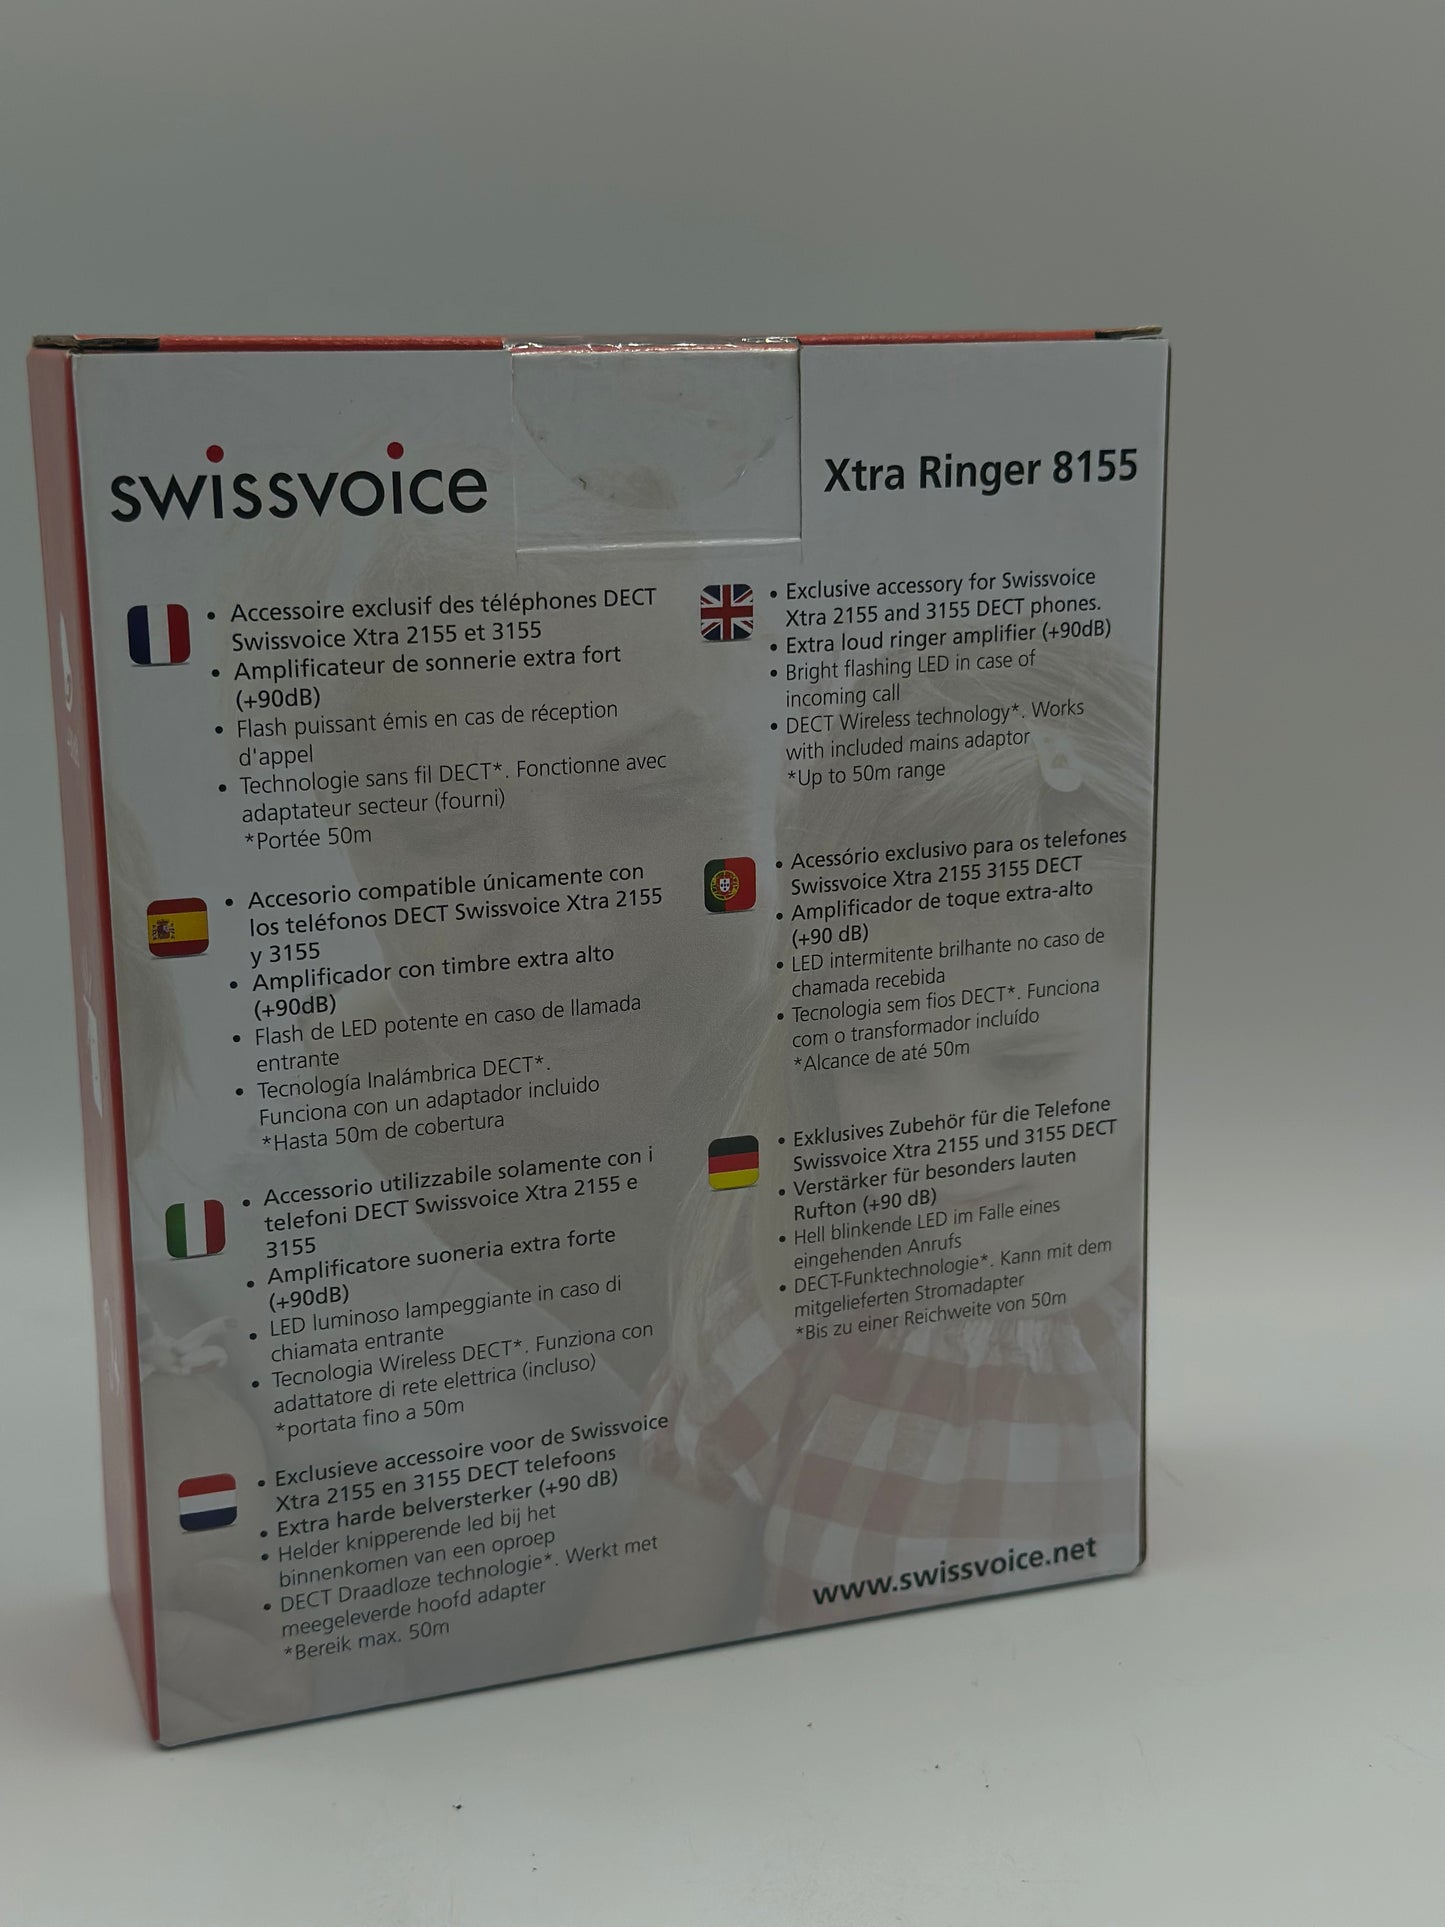 swissvoice
Xtra Ringer 8155
• Accessoire exclusif des téléphones DECT
Swissvoice Xtra 2155 et 3155
• Amplificateur de sonnerie extra fort
(+90dB)
• Flash puissant émis en cas de réception
d'appel
• Technologie sans fil DECT*. Fonctionne avec
adaptateur secteur (fourni)
*Portée 50m
• Accesorio compatible únicamente con
los teléfonos DECT Swissvoice Xtra 2155
y 3155
• Amplificador con timbre extra alto
(+90dB)
• Flash de LED potente en caso de llamada
entrante
• Tecnología Inalámbrica DECT*.
Funciona con un adaptador incluido
*Hasta 50m de cobertura
• Accessorio utilizzabile solamente con i
telefoni DECT Swissvoice Xtra 2155 e
3155
• Amplificatore suoneria extra forte
(+90dB)
• LED luminoso lampeggiante in caso di
chiamata entrante
• Tecnologia Wireless DECT*. Funziona con
adattatore di rete elettrica (incluso)
*portata fino a 50m
• Exclusieve accessoire voor de Swissvoice
Xtra 2155 en 3155 DECT telefoons
• Extra harde belversterker (+90 dB)
• Helder knipperende led bij het
binnenkomen van een oproep
• DECT Draadloze technologie*. Werkt met
meegeleverde hoofd adapter
*Bereik max. 50m
• Exclusive accessory for Swissvoice
Xtra 2155 and 3155 DECT phones.
• Extra loud ringer amplifier (+90dB)
• Bright flashing LED in case of
incoming call
• DECT Wireless technology*. Works
with included mains adaptor
*Up to 50m range
• Acessório exclusivo para os telefones
Swissvoice Xtra 2155 3155 DECT
• Amplificador de toque extra-alto
(+90 dB)
• LED intermitente brilhante no caso de
chamada recebida
• Tecnologia sem fios DECT*. Funciona
com o transformador incluído
*Alcance de até 50m
• Exklusives Zubehör für die Telefone
Swissvoice Xtra 2155 und 3155 DECT
• Verstärker für besonders lauten
Rufton (+90 dB)
• Hell blinkende LED im Falle eines
eingehenden Anrufs
• DECT-Funktechnologie*. Kann mit dem
mitgelieferten Stromadapter
*Bis zu einer Reichweite von 50m
www.swissvoice.net